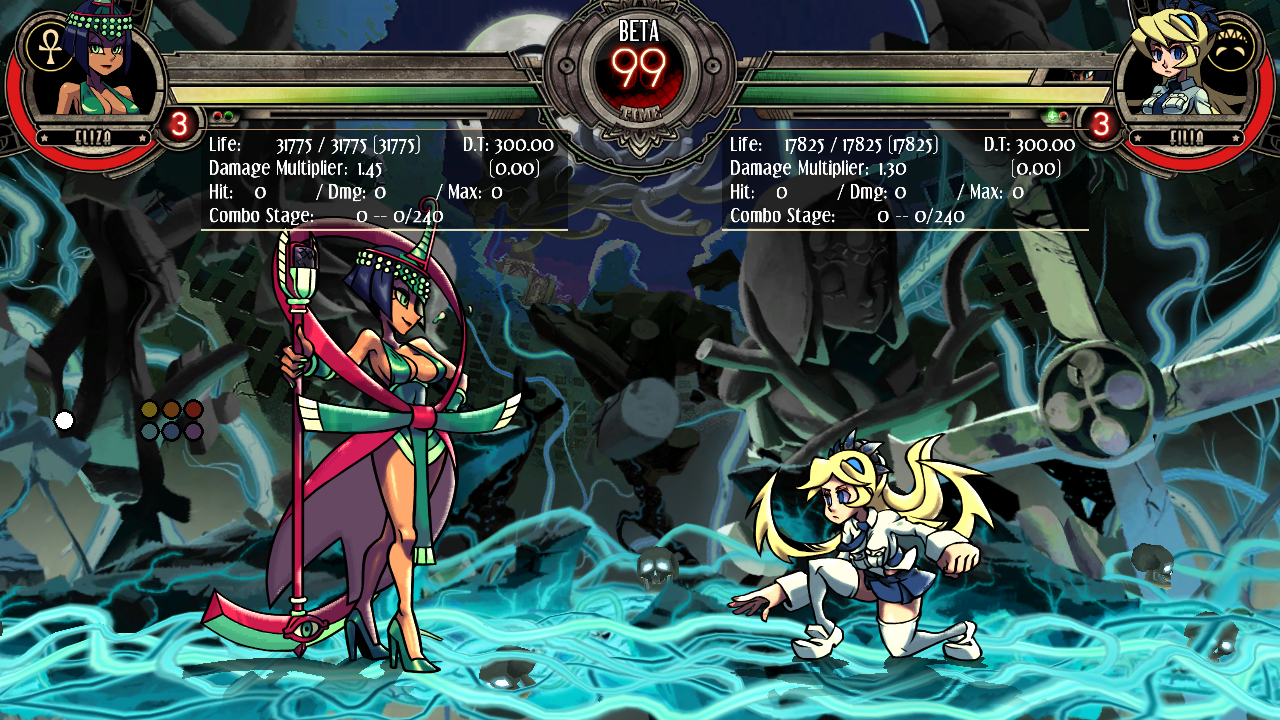 BETA
99
TIME
ELIZA
3
3
FILIA
Life: 31775 / 31775 (31775) D.T: 300.00
Damage Multiplier: 1.45 (0.00)
Hit: 0 / Dmg: 0 / Max: 0
Combo Stage: 0 -- 0/240
Life: 17825 / 17825 (17825) D.T: 300.00
Damage Multiplier: 1.30 (0.00)
Hit: 0 / Dmg: 0 / Max: 0
Combo Stage: 0 -- 0/240